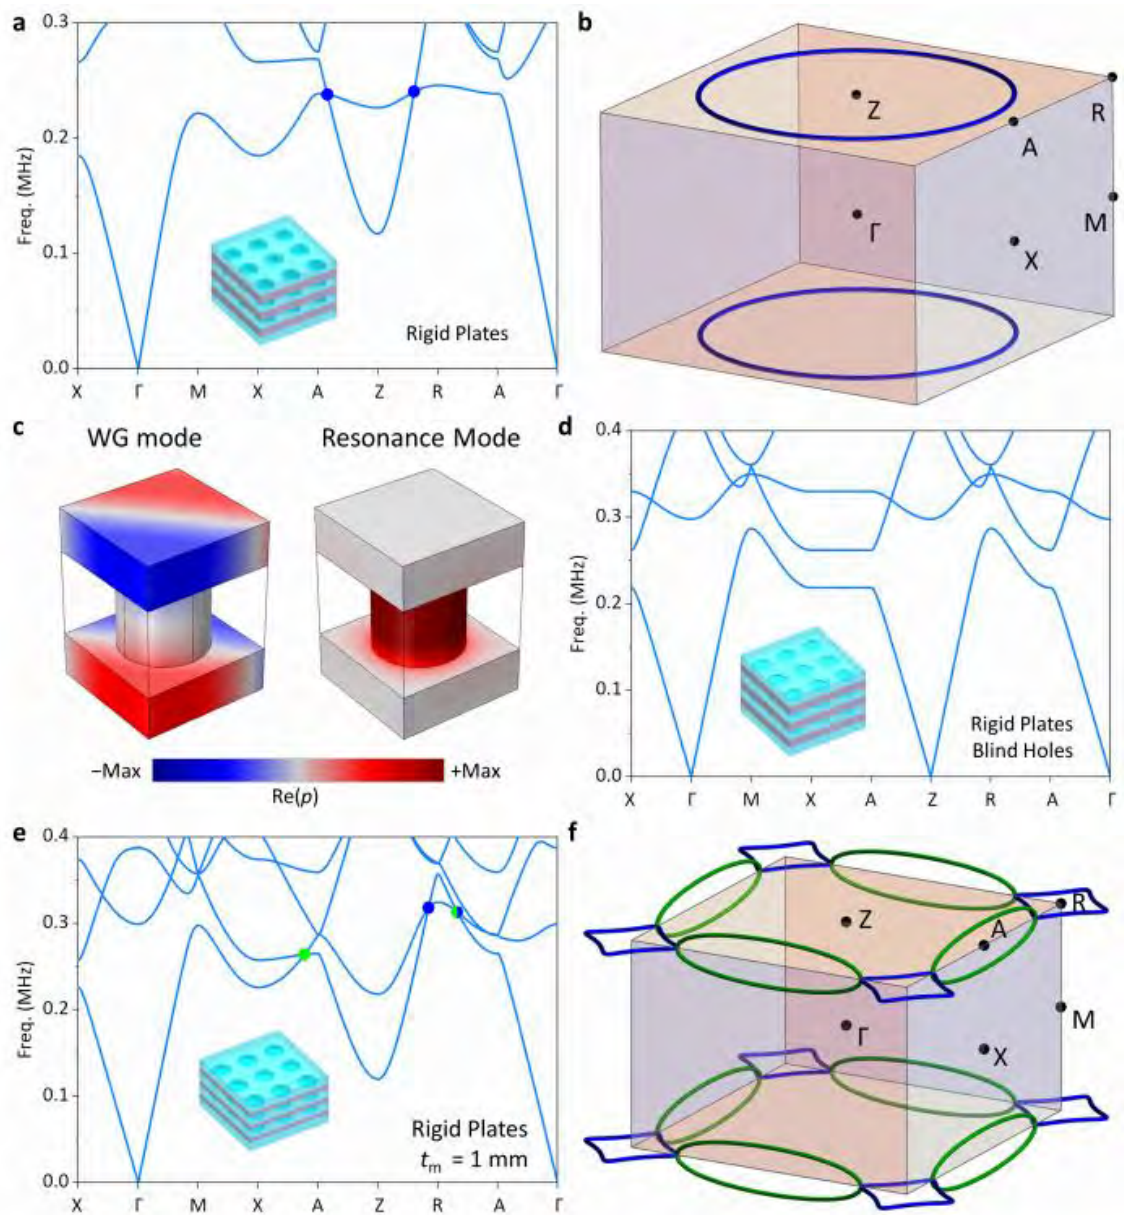 a
0.3
0.2
0.1
0.0
Freq. (MHz)
Rigid Plates
X Γ M X A Z R A Γ
b
Z
R
A
Γ
M
X
c
WG mode
Resonance Mode
−Max
+Max
Re(p)
d
0.4
0.3
0.2
0.1
0.0
Freq. (MHz)
Rigid Plates
Blind Holes
X Γ M X A Z R A Γ
e
0.4
0.3
0.2
0.1
0.0
Freq. (MHz)
Rigid Plates
tm = 1 mm
X Γ M X A Z R A Γ
f
Z
R
A
Γ
M
X